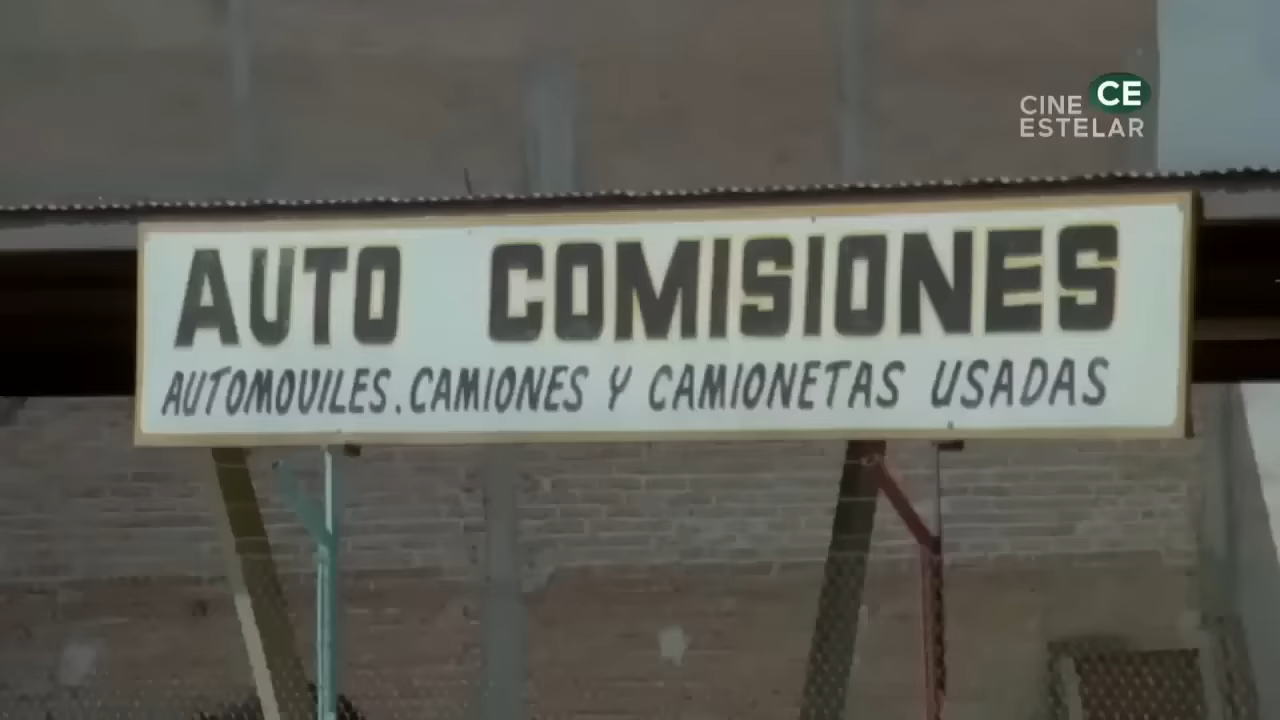 CINE CE
ESTELAR
AUTO COMISIONES
AUTOMOVILES, CAMIONES Y CAMIONETAS USADAS